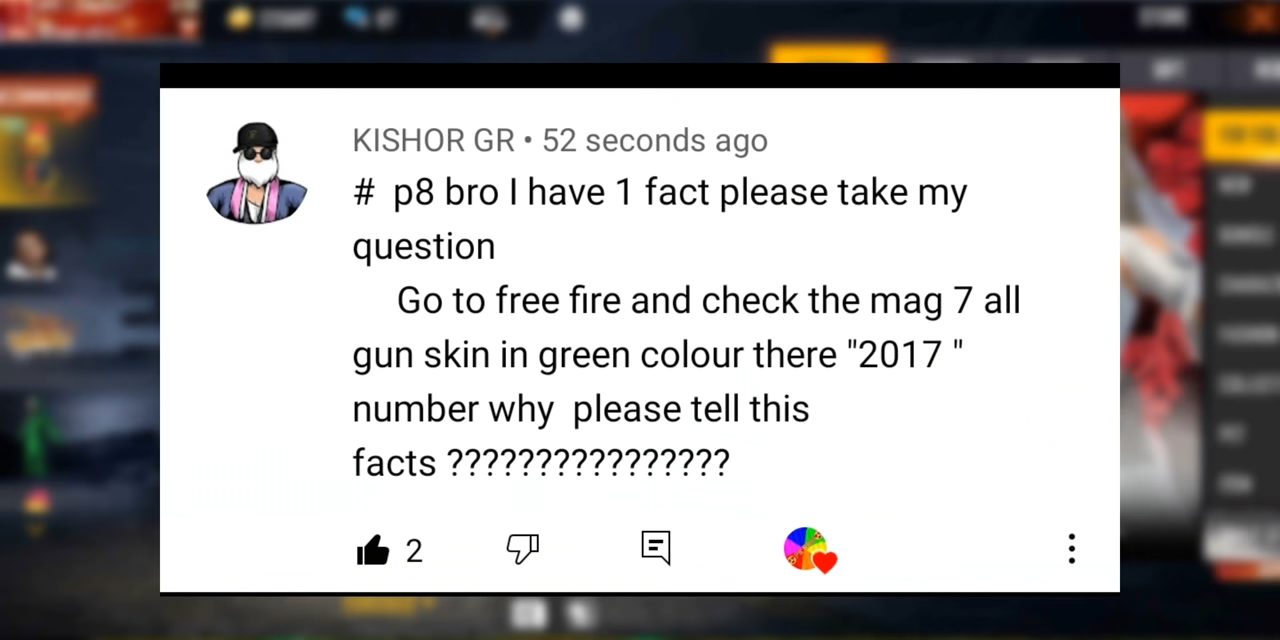 KISHOR GR • 52 seconds ago
# p8 bro I have 1 fact please take my
question
Go to free fire and check the mag 7 all
gun skin in green colour there "2017 "
number why please tell this
facts ????????????????
2